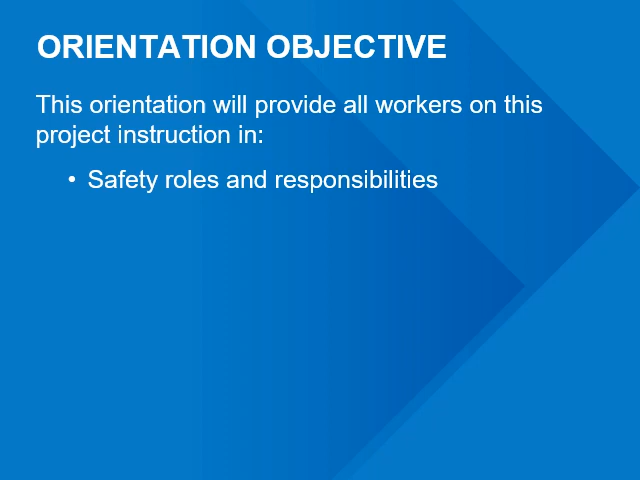 ORIENTATION OBJECTIVE
This orientation will provide all workers on this
project instruction in:
• Safety roles and responsibilities